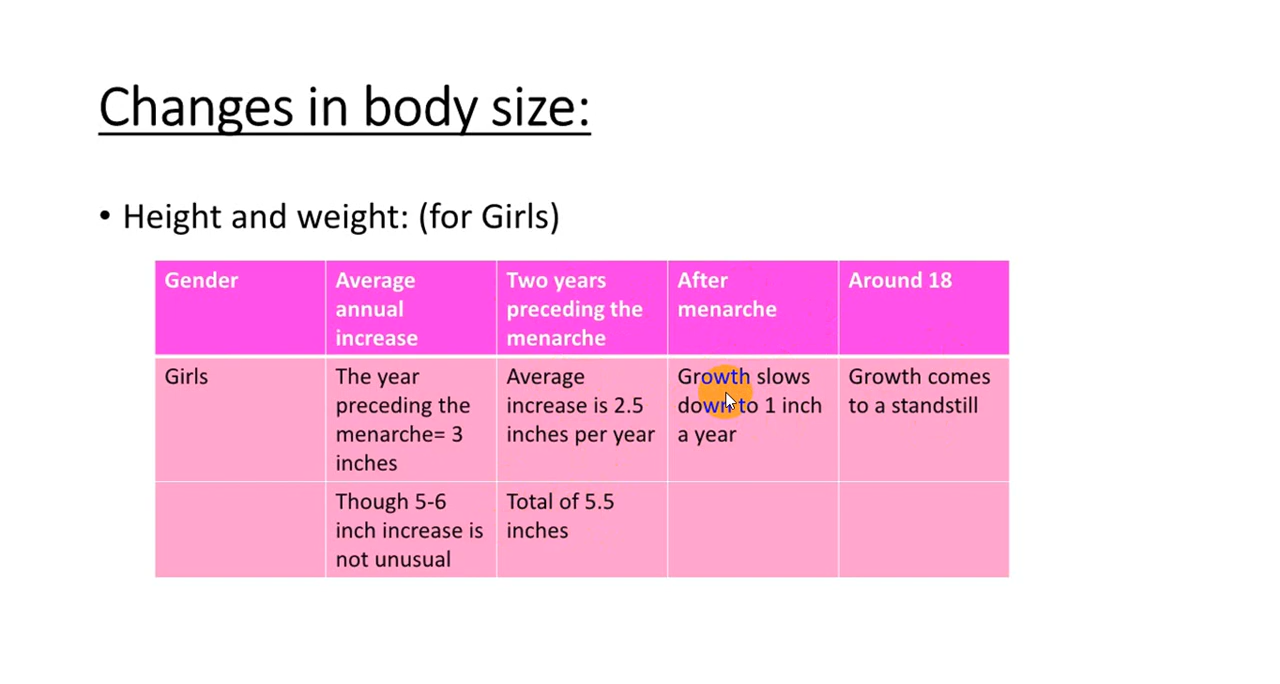 Changes in body size:
• Height and weight: (for Girls)
Gender
Average
annual
increase
Two years
preceding the
menarche
After
menarche
Around 18
Girls
The year
preceding the
menarche= 3
inches
Average
increase is 2.5
inches per year
Growth slows
down to 1 inch
a year
Growth comes
to a standstill
Though 5-6
inch increase is
not unusual
Total of 5.5
inches